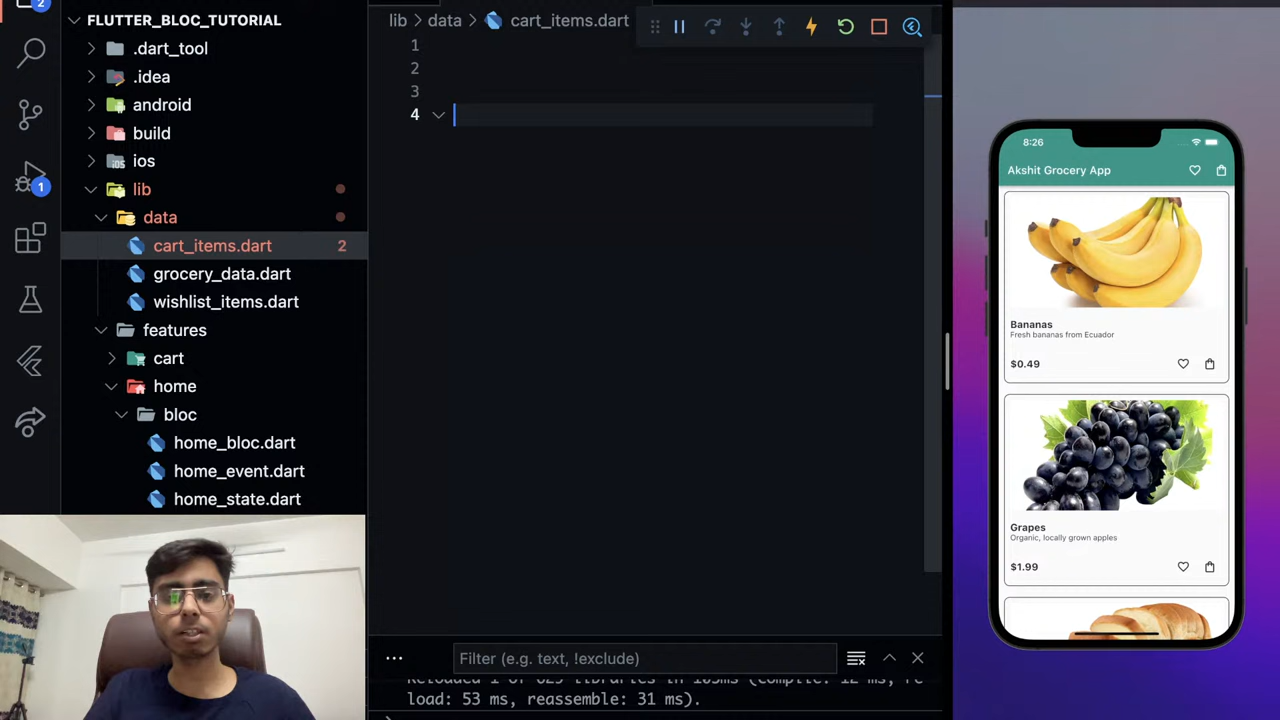 2
FLUTTER_BLOC_TUTORIAL
.dart_tool
.idea
android
build
ios
lib
1
data
cart_items.dart 2
grocery_data.dart
wishlist_items.dart
features
cart
home
bloc
home_bloc.dart
home_event.dart
home_state.dart
lib > data > cart_items.dart
1
2
3
4
Filter (e.g. text, !exclude)
load: 53 ms, reassemble: 31 ms).
8:26
Akshit Grocery App
Bananas
Fresh bananas from Ecuador
$0.49
Grapes
Organic, locally grown apples
$1.99